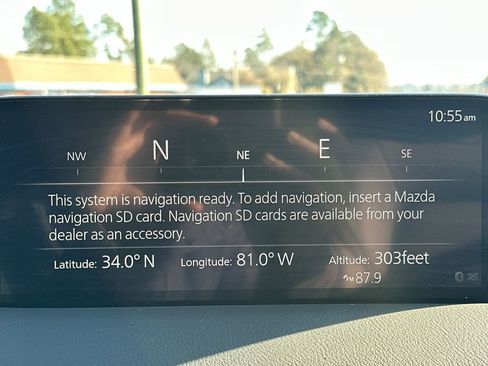 10:55am
NW N NE E SE
This system is navigation ready. To add navigation, insert a Mazda
navigation SD card. Navigation SD cards are available from your
dealer as an accessory.
Latitude: 34.0° N Longitude: 81.0° W Altitude: 303feet
FM 87.9